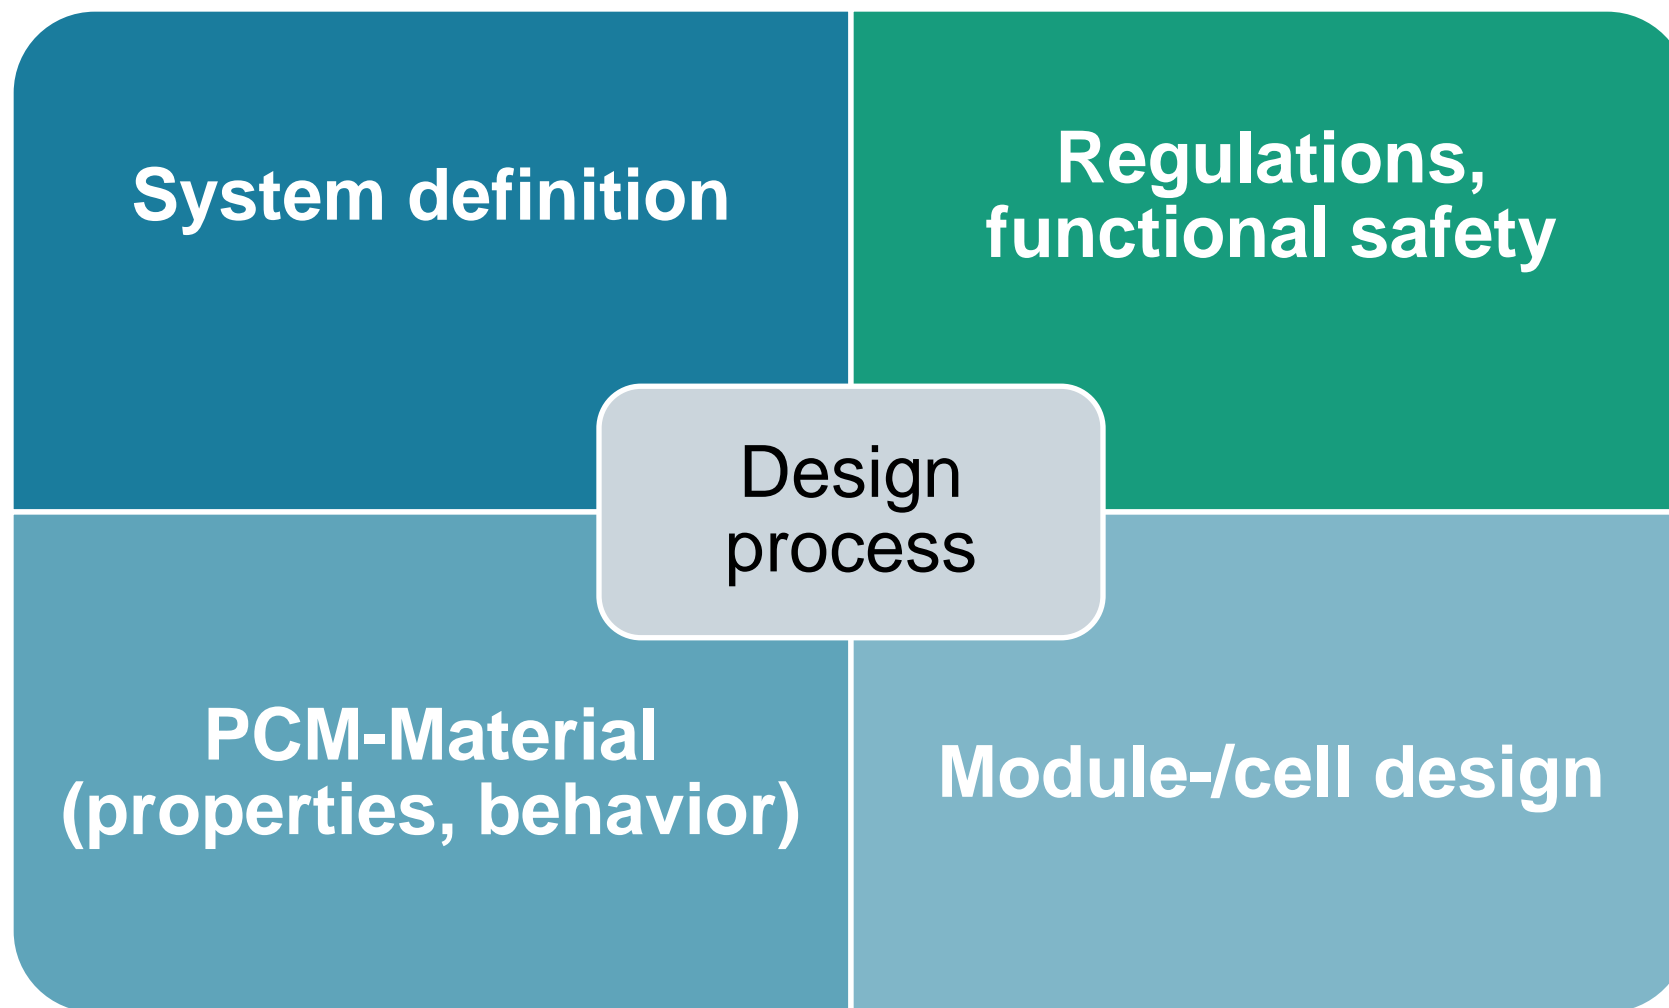 System definition
Regulations,
functional safety
Design
process
PCM-Material
(properties, behavior)
Module-/cell design